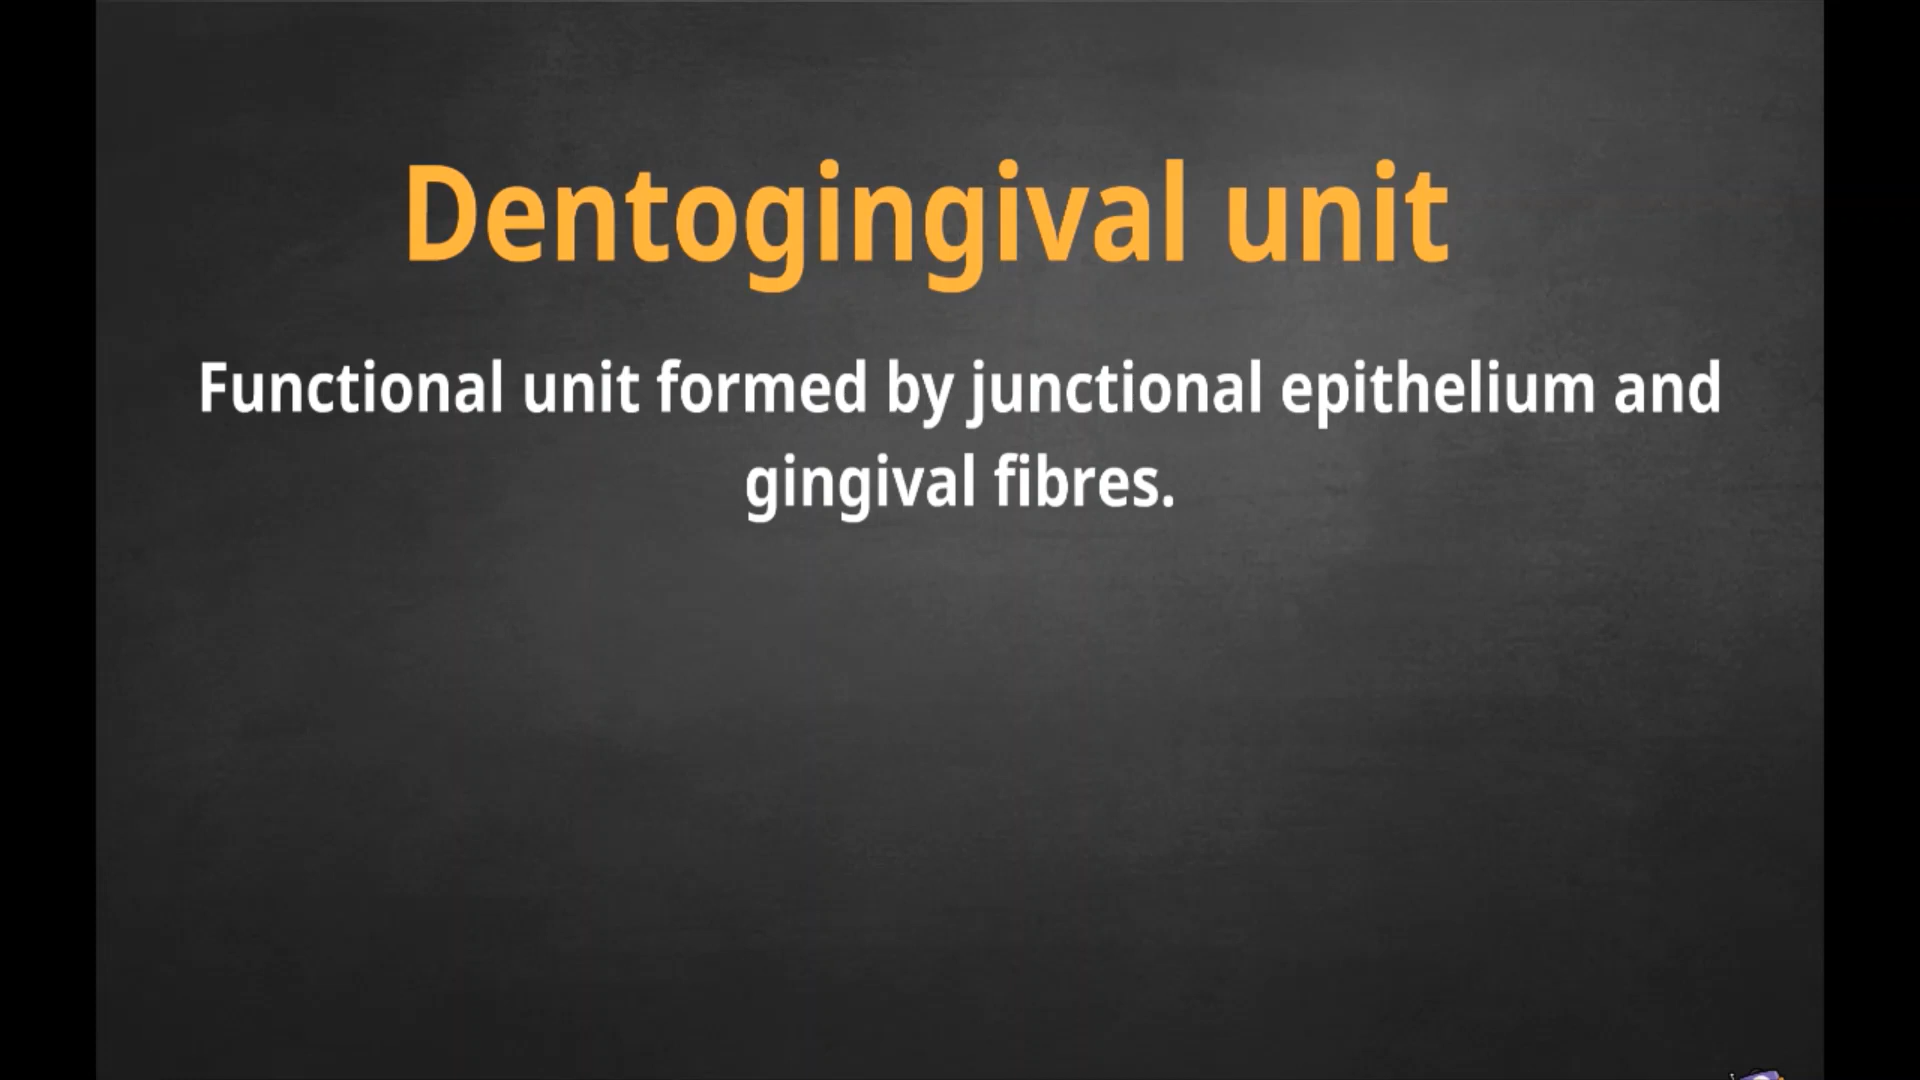 Dentogingival unit
Functional unit formed by junctional epithelium and
gingival fibres.